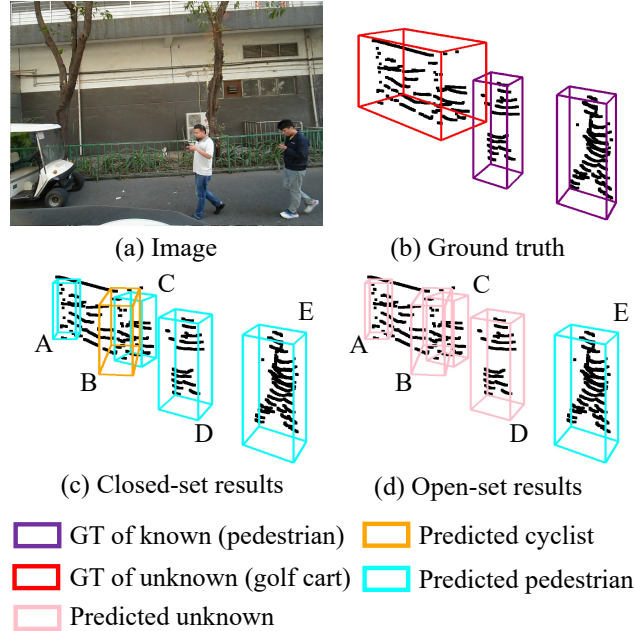 (a) Image
(b) Ground truth
A
B
C
D
E
(c) Closed-set results
A
B
C
D
E
(d) Open-set results
GT of known (pedestrian)
Predicted cyclist
GT of unknown (golf cart)
Predicted pedestrian
Predicted unknown